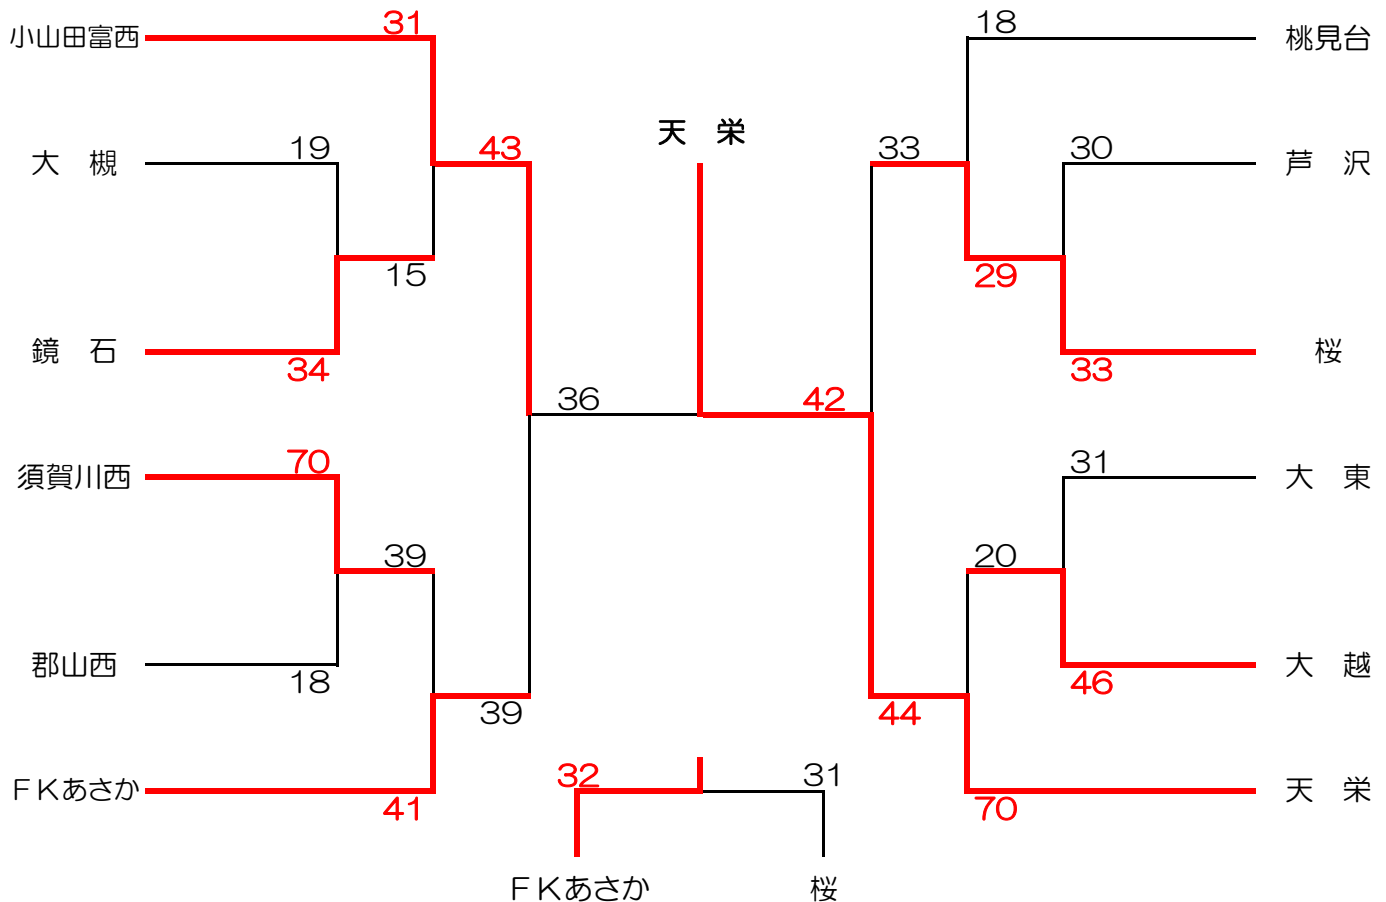 小山田富西 31 18 桃見台
天　栄
大　槻 19 43 33 30 芦　沢
15 29
鏡　石 34 33 桜
36 42
須賀川西 70 31 大　東
39 20
郡山西 18 46 大　越
39 44
ＦＫあさか 41 32 31 70 天　栄
ＦＫあさか 桜